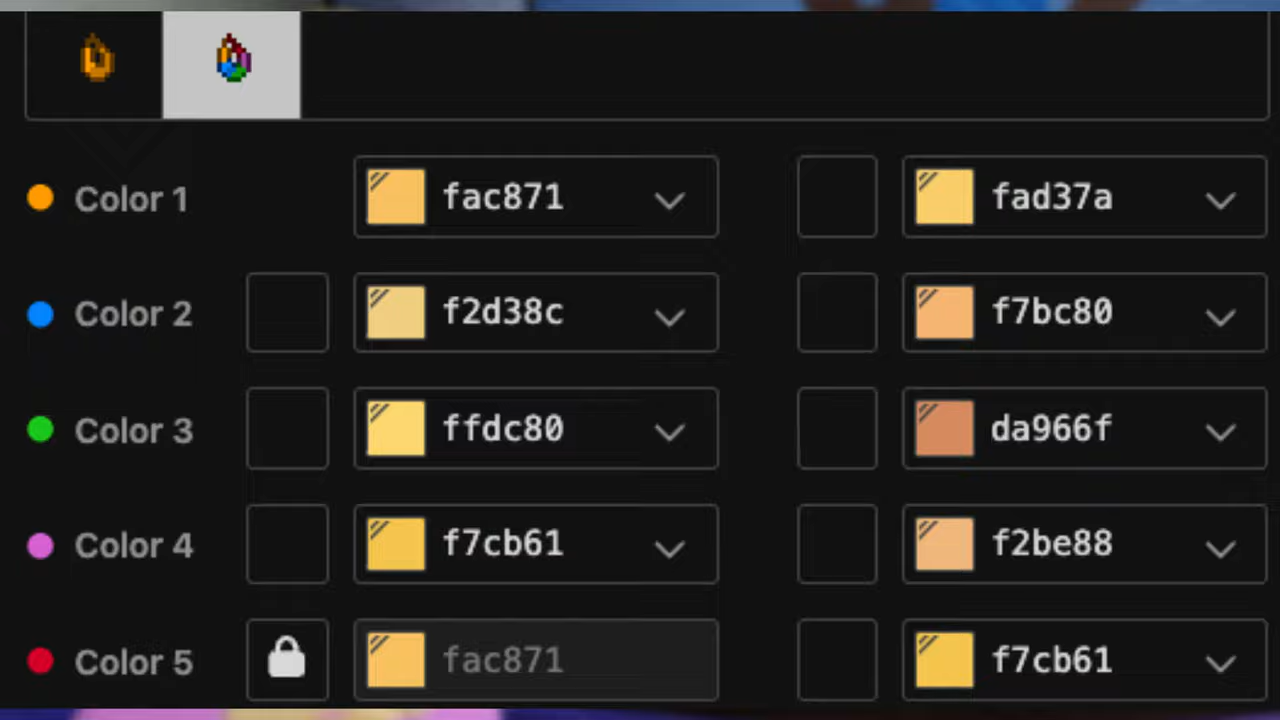 Color 1 fac871 fad37a
Color 2 f2d38c f7bc80
Color 3 ffdc80 da966f
Color 4 f7cb61 f2be88
Color 5 fac871 f7cb61